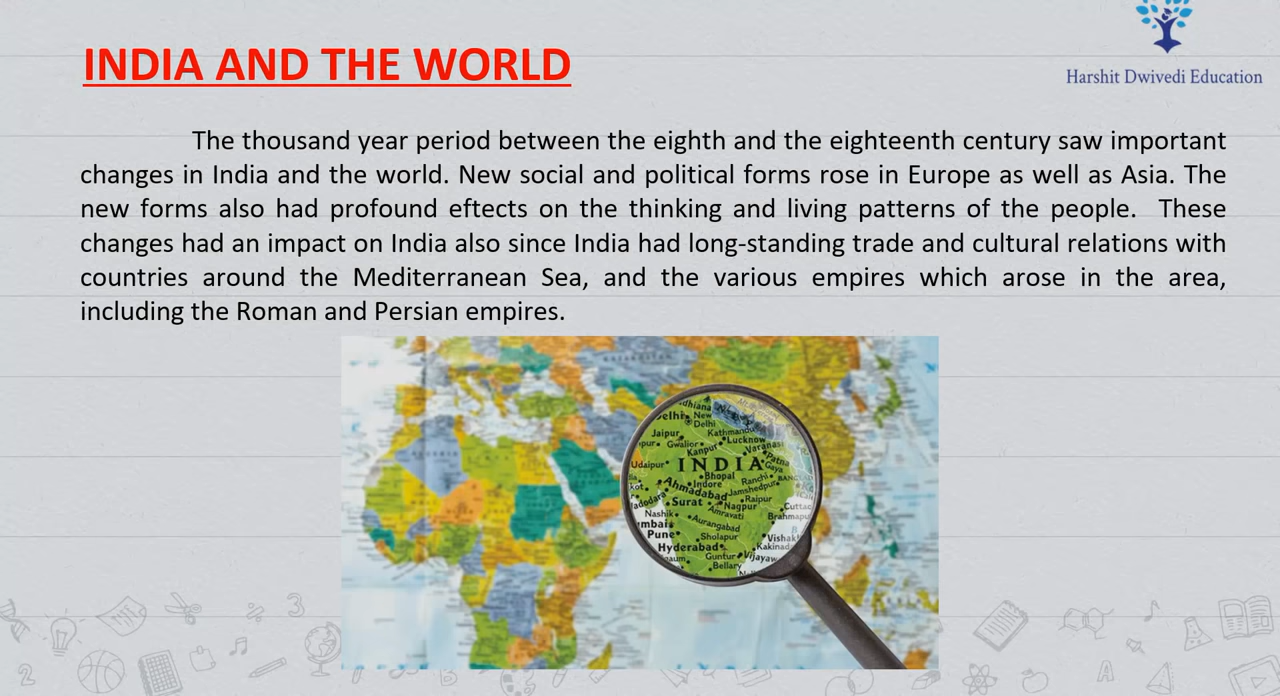 INDIA AND THE WORLD
Harshit Dwivedi Education
The thousand year period between the eighth and the eighteenth century saw important
changes in India and the world. New social and political forms rose in Europe as well as Asia. The
new forms also had profound eftects on the thinking and living patterns of the people. These
changes had an impact on India also since India had long-standing trade and cultural relations with
countries around the Mediterranean Sea, and the various empires which arose in the area,
including the Roman and Persian empires.
New
Delhi
Jaipur
Kathmandu
Gwalior
Lucknow
Kanpur
Varanasi
Patna
Gaya
Udaipur
INDIA
Bhopal
Ranchi
Indore
Ahmadabad
Jamshedpur
Raipur
Surat
Nagpur
Amravati
Nashik
Aurangabad
Pune
Sholapur
Hyderabad
Guntur
Bellary
3
2
A